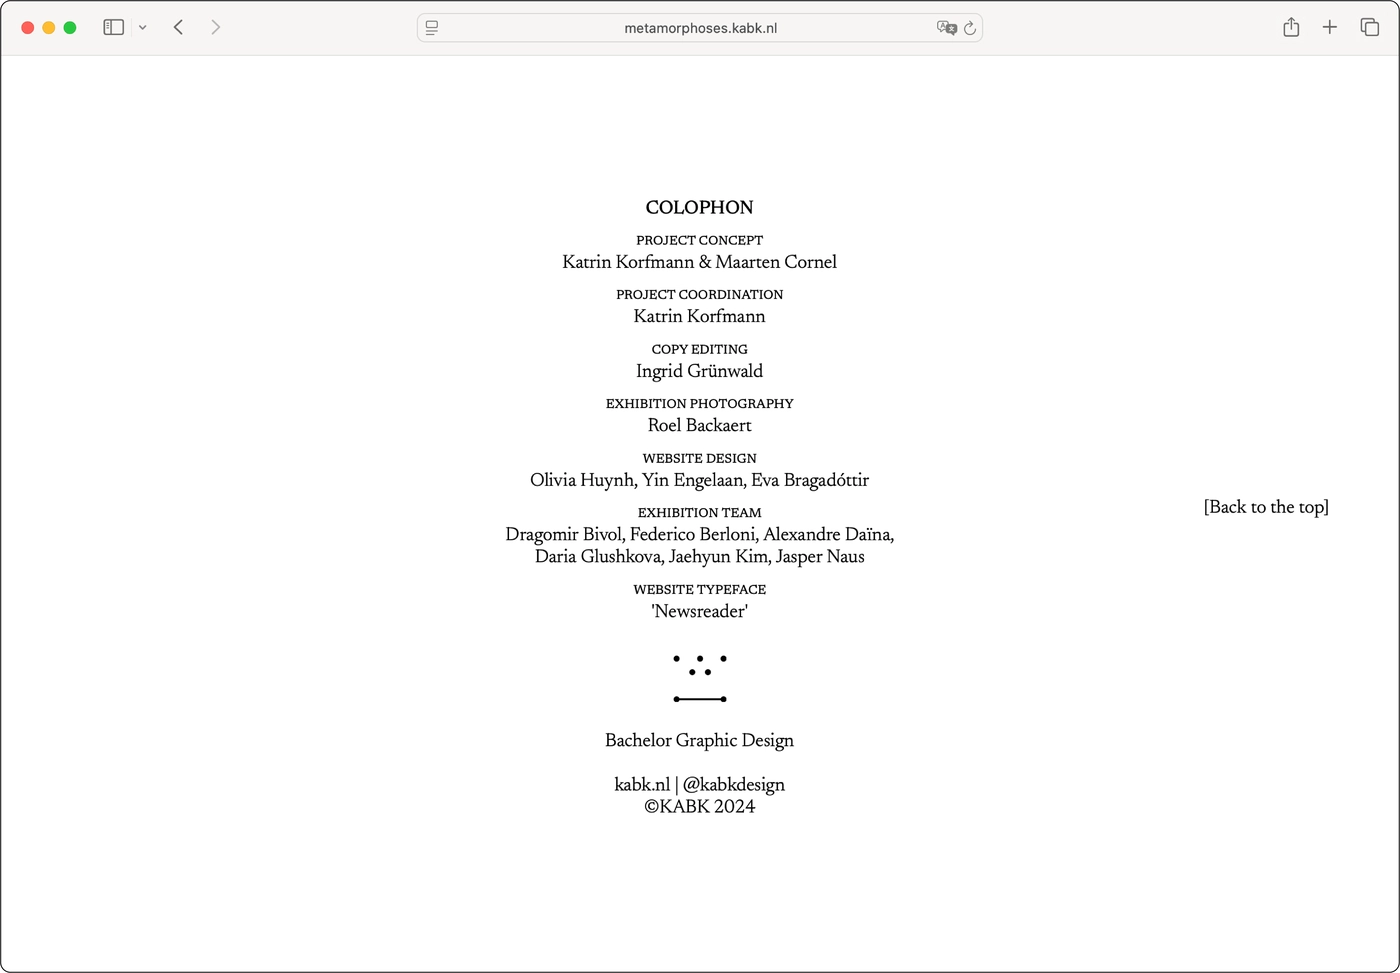 metamorphoses.kabk.nl
COLOPHON
PROJECT CONCEPT
Katrin Korfmann & Maarten Cornel
PROJECT COORDINATION
Katrin Korfmann
COPY EDITING
Ingrid Grünwald
EXHIBITION PHOTOGRAPHY
Roel Backaert
WEBSITE DESIGN
Olivia Huynh, Yin Engelaan, Eva Bragadóttir
[Back to the top]
EXHIBITION TEAM
Dragomir Bivol, Federico Berloni, Alexandre Daïna,
Daria Glushkova, Jaehyun Kim, Jasper Naus
WEBSITE TYPEFACE
'Newsreader'
Bachelor Graphic Design
kabk.nl | @kabkdesign
©KABK 2024